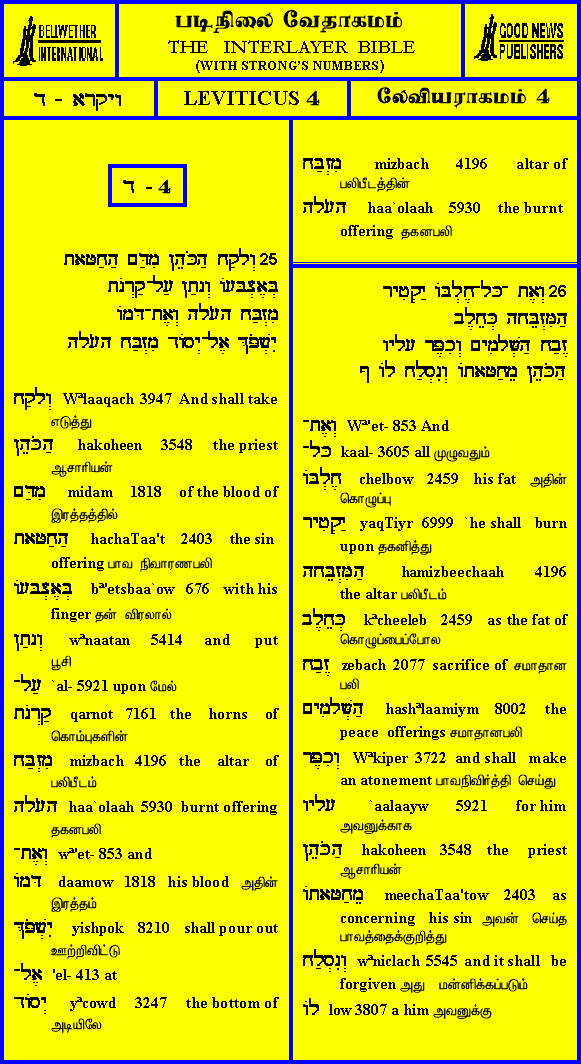 BELLWETHER
INTERNATIONAL
படிநிலை வேதாகமம்
THE INTERLAYER BIBLE
(WITH STRONG'S NUMBERS)
GOOD NEWS
PUBLISHERS
ויקרא - ד
LEVITICUS 4
லேவியராகமம் 4
ד - 4
25 וְלָקַח הַכֹּהֵן מִדַּם הַחַטָּאת
בְּאֶצְבָּעוֹ וְנָתַן עַל-קַרְנֹת
מִזְבַּח הָעֹלָה וְאֶת-דָּמוֹ
יִשְׁפֹּךְ אֶל-יְסוֹד מִזְבַּח הָעֹלָה
וְלָקַח Wªlaaqach 3947 And shall take
எடுத்து
הַכֹּהֵן hakoheen 3548 the priest
ஆசாரியன்
מִדַּם midam 1818 of the blood of
இரத்தத்தில்
הַחַטָּאת hachaTaa't 2403 the sin
offering பாவ நிவாரணபலி
בְּאֶצְבָּעוֹ bª'etsbaa`ow 676 with his
finger தன் விரலால்
וְנָתַן wªnaatan 5414 and put
பூசி
עַל־ `al- 5921 upon மேல்
קַרְנֹת qarnot 7161 the horns of
கொம்புகளின்
מִזְבַּח mizbach 4196 the altar of
பலிபீடம்
הָעֹלָה haa`olaah 5930 burnt offering
தகனபலி
וְאֶת־ wª'et- 853 and
דָּמוֹ daamow 1818 his blood அதின்
இரத்தம்
יִשְׁפֹּךְ yishpok 8210 shall pour out
ஊற்றிவிட்டு
אֶל־ 'el- 413 at
יְסוֹד yªcowd 3247 the bottom of
அடியிலே
מִזְבַּח mizbach 4196 altar of
பலிபீடத்தின்
הָעֹלָה haa`olaah 5930 the burnt
offering தகனபலி
26 וְאֶת -כָּל-חֶלְבּוֹ יַקְטִיר
הַמִּזְבֵּחָה כְּחֵלֶב
זֶבַח הַשְּׁלָמִים וְכִפֶּר עָלָיו
הַכֹּהֵן מֵחַטָּאתוֹ וְנִסְלַח לוֹ ף
וְאֶת־ Wª'et- 853 And
כָּל־ kaal- 3605 all முழுவதும்
חֶלְבּוֹ chelbow 2459 his fat அதின்
கொழுப்பு
יַקְטִיר yaqTiyr 6999 `he shall burn
upon தகனித்து
הַמִּזְבֵּחָה hamizbeechaah 4196
the altar பலிபீடம்
כְּחֵלֶב kªcheeleb 2459 as the fat of
கொழுப்பைப்போல
זֶבַח zebach 2077 sacrifice of சமாதான
பலி
הַשְּׁלָמִים hashªlaamiym 8002 the
peace offerings சமாதானபலி
וְכִפֶּר Wªkiper 3722 and shall make
an atonement பாவநிவிர்த்தி செய்து
עָלָיו `aalaayw 5921 for him
அவனுக்காக
הַכֹּהֵן hakoheen 3548 the priest
ஆசாரியன்
מֵחַטָּאתוֹ meechaTaa'tow 2403 as
concerning his sin அவன் செய்த
பாவத்தைக்குறித்து
וְנִסְלַח wªniclach 5545 and it shall be
forgiven அது மன்னிக்கப்படும்
לוֹ low 3807 a him அவனுக்கு